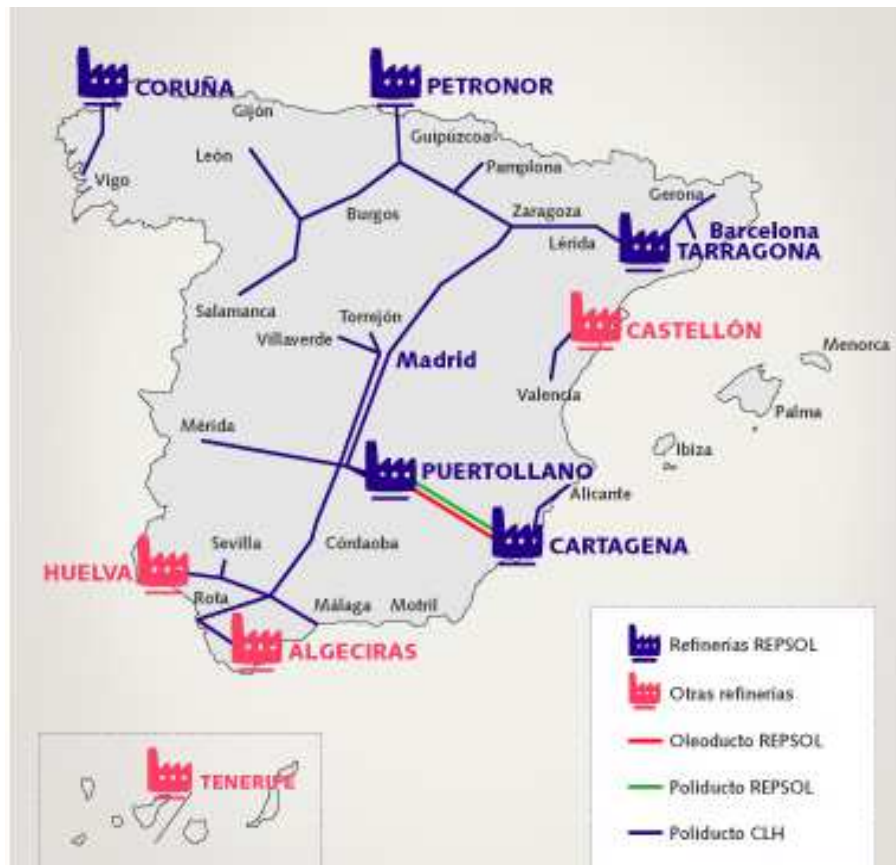 CORUÑA
PETRONOR
Gijón
Guipúzcoa
León
Pamplona
Vigo
Gerona
Burgos
Zaragoza
Barcelona
Lérida
TARRAGONA
Salamanca
Torrejón
CASTELLÓN
Villaverde
Madrid
Menorca
Valencia
Palma
Mérida
Ibiza
PUERTOLLANO
Alicante
Sevilla
Córdaoba
CARTAGENA
HUELVA
Rota
Málaga
Motril
ALGECIRAS
Refinerías REPSOL
Otras refinerías
Oleoducto REPSOL
TENERIFE
Poliducto REPSOL
Poliducto CLH